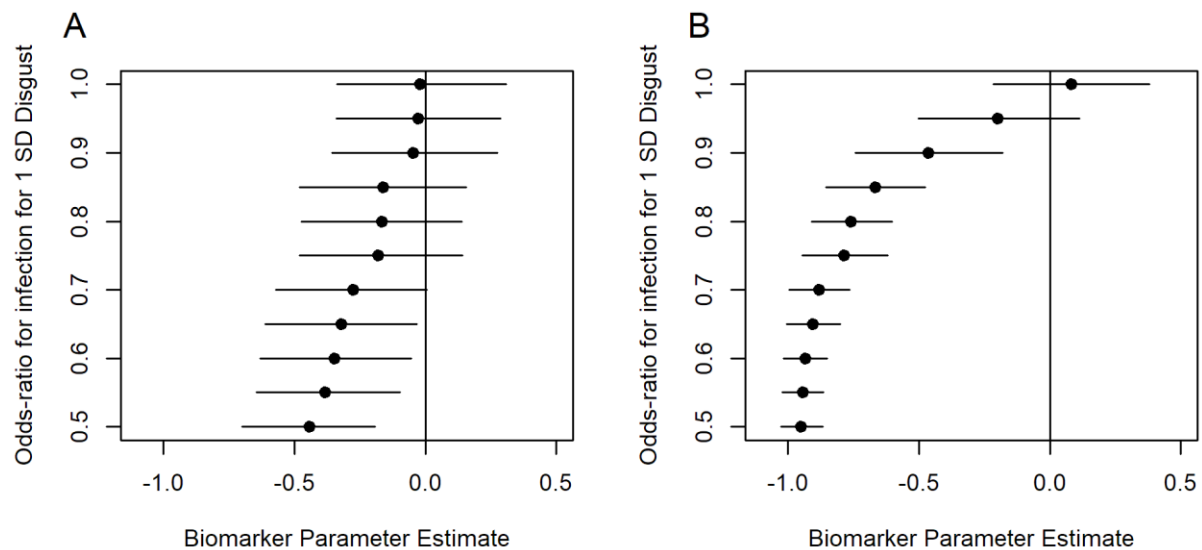 A
Odds-ratio for infection for 1 SD Disgust
1.0
0.9
0.8
0.7
0.6
0.5
-1.0 -0.5 0.0 0.5
Biomarker Parameter Estimate
B
Odds-ratio for infection for 1 SD Disgust
1.0
0.9
0.8
0.7
0.6
0.5
-1.0 -0.5 0.0 0.5
Biomarker Parameter Estimate